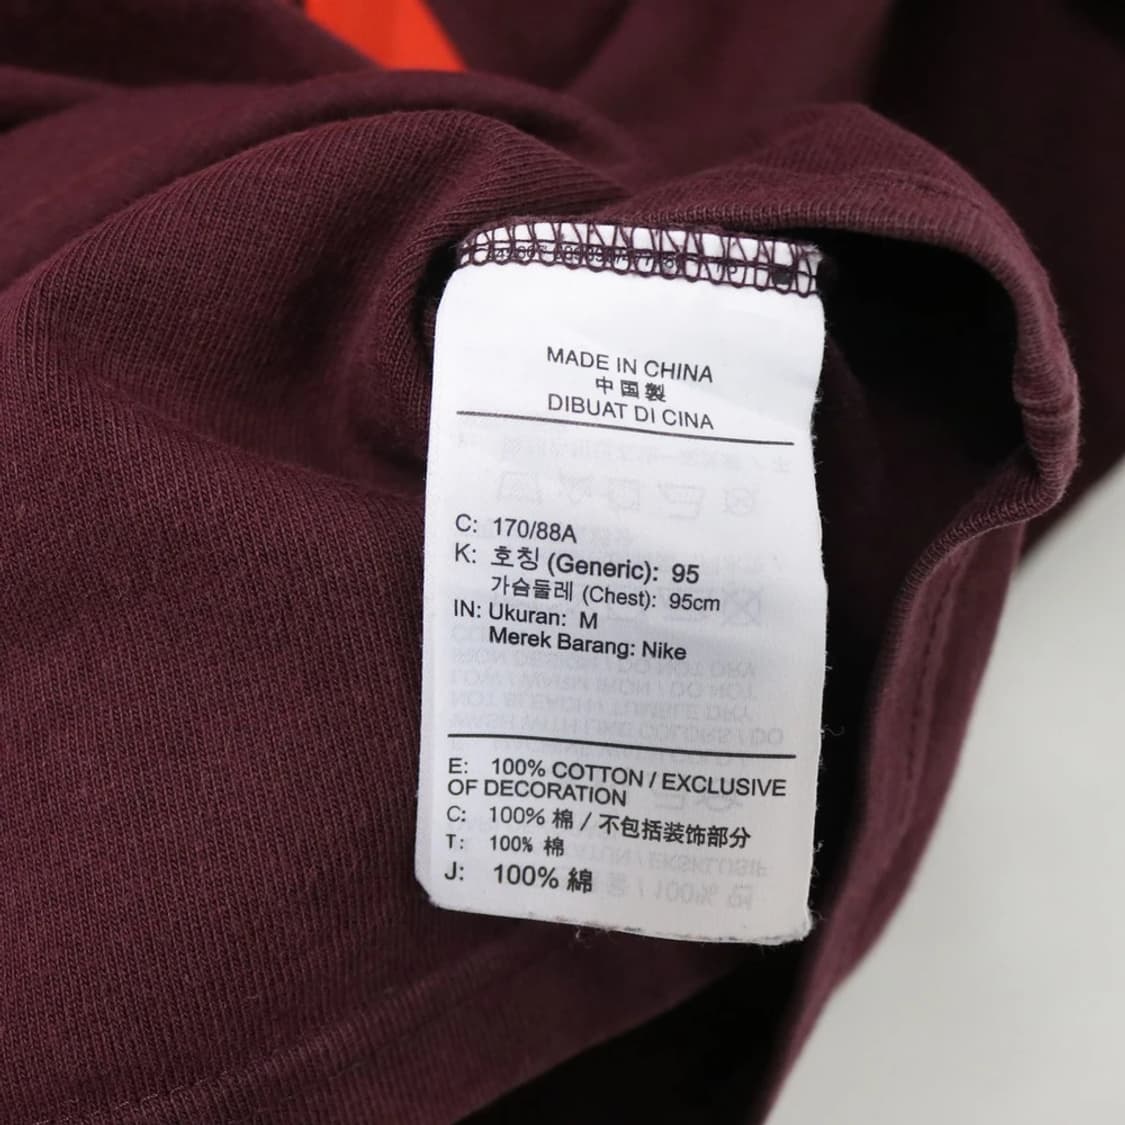 MADE IN CHINA
中国製
DIBUAT DI CINA
C: 170/88A
K: 호칭 (Generic): 95
가슴둘레 (Chest): 95cm
IN: Ukuran: M
Merek Barang: Nike
E: 100% COTTON / EXCLUSIVE
OF DECORATION
C: 100% 棉 / 不包括装饰部分
T: 100% 棉
J: 100% 綿